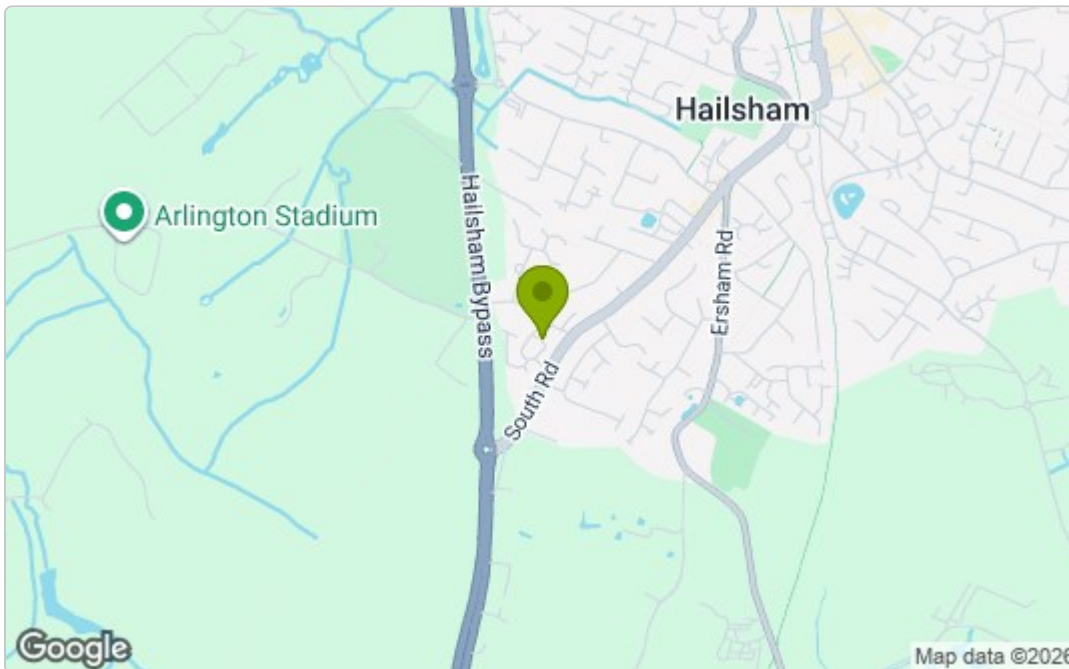 Hailsham
Arlington Stadium
Hailsham Bypass
Ersham Rd
South Rd
Google
Map data ©2026